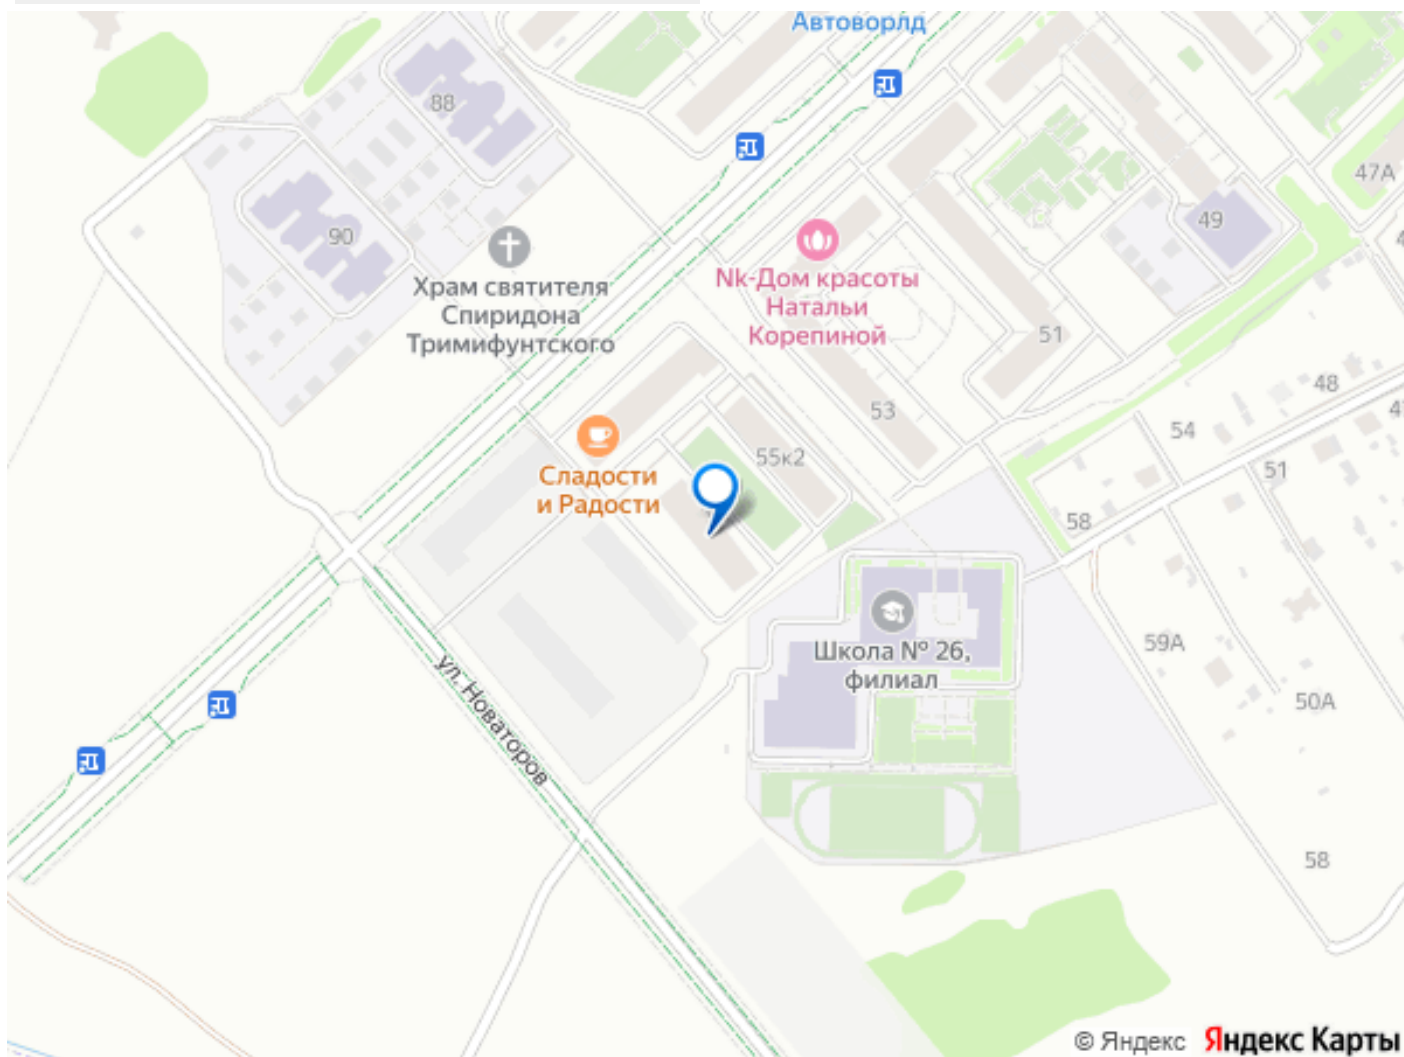 Автоворлд
88
47А
90
49
Храм святителя
Спиридона
Тримифунтского
Nk-Дом красоты
Натальи
Корепиной
51
48
53
54
55к2
51
Сладости
и Радости
58
Школа № 26,
филиал
59А
50А
ул. Новаторов
58
© Яндекс Яндекс Карты